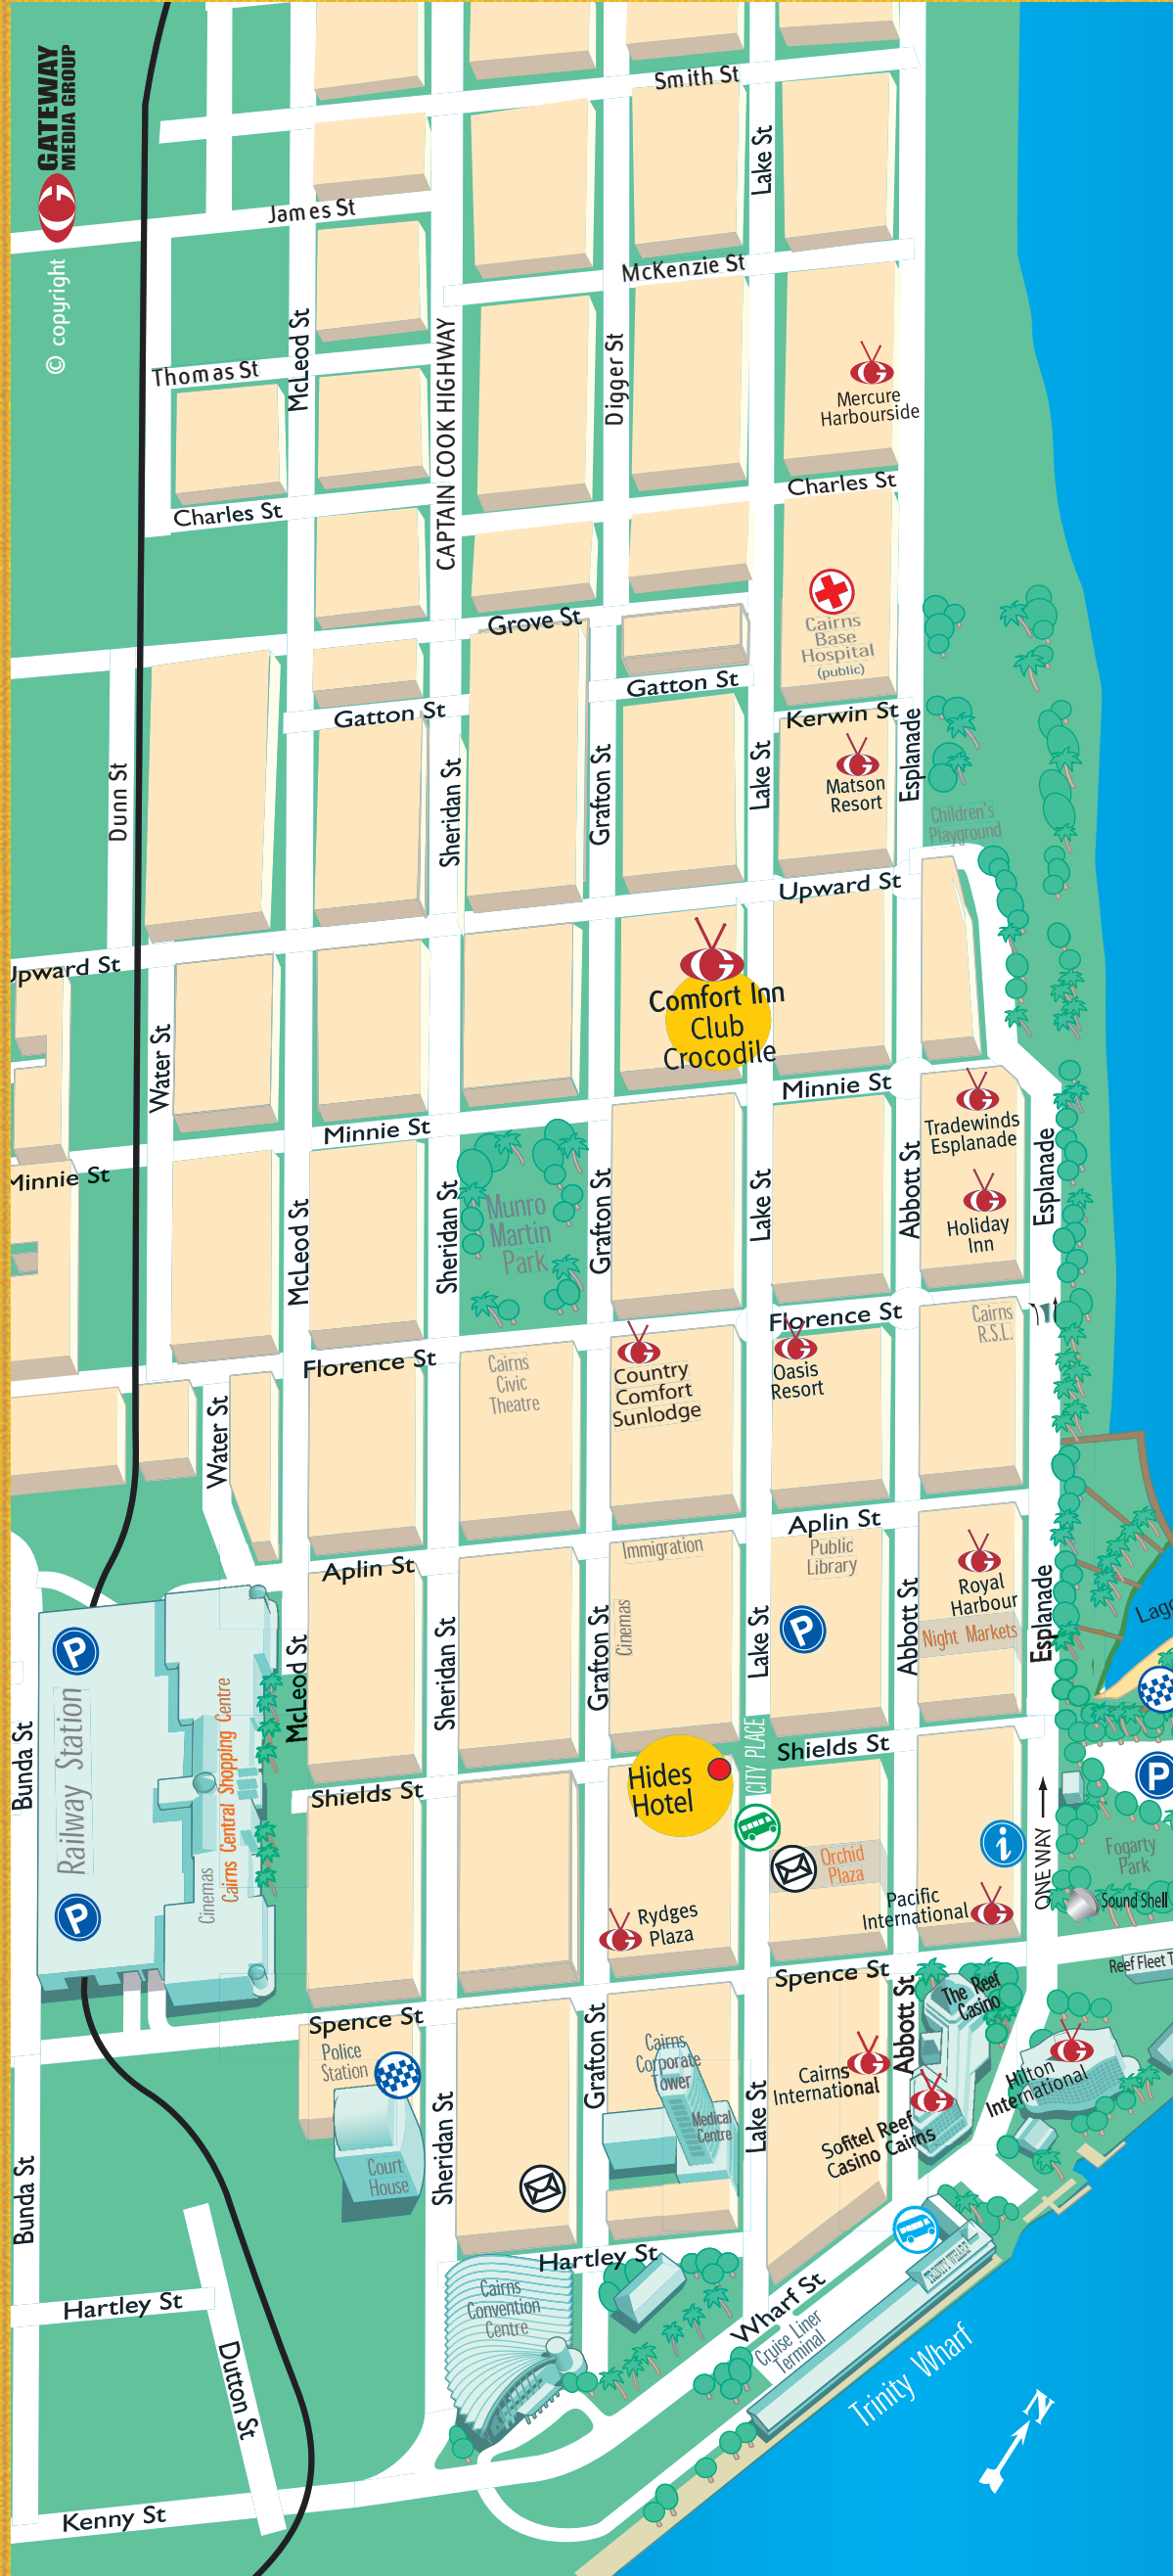 GATEWAY
MEDIA GROUP
© copyright
Smith St
Lake St
James St
McKenzie St
McLeod St
Thomas St
CAPTAIN COOK HIGHWAY
Digger St
Mercure
Harbourside
Charles St
Charles St
Cairns
Base
Hospital
(public)
Grove St
Gatton St
Gatton St
Kerwin St
Esplanade
Matson
Resort
Lake St
Grafton St
Sheridan St
Dunn St
Children's
Playground
Upward St
Upward St
Comfort Inn
Club
Crocodile
Water St
Minnie St
Minnie St
Minnie St
Tradewinds
Esplanade
Holiday
Inn
Esplanade
Abbott St
Lake St
Grafton St
Munro
Martin
Park
Sheridan St
McLeod St
Florence St
Florence St
Cairns
R.S.L.
Cairns
Civic
Theatre
Country
Comfort
Sunlodge
Oasis
Resort
Water St
Aplin St
Aplin St
Immigration
Cinemas
Public
Library
P
Royal
Harbour
Night Markets
Esplanade
Lago
Abbott St
Lake St
Grafton St
Sheridan St
McLeod St
P
Railway Station
P
Cinemas
Cairns Central Shopping Centre
Bunda St
Shields St
Shields St
CITY PLACE
Hides
Hotel
Orchid
Plaza
i
ONE WAY
P
Fogarty
Park
Sound Shell
Pacific
International
Rydges
Plaza
Reef Fleet T
Spence St
Spence St
Police
Station
Court
House
Sheridan St
Grafton St
Cairns
Corporate
Tower
Medical
Centre
Lake St
Cairns
International
Abbott St
The Reef
Casino
Sofitel Reef
Casino Cairns
Hilton
International
Bunda St
Hartley St
Hartley St
Cairns
Convention
Centre
Wharf St
Cruise Liner
Terminal
TRINITY WHARF
Trinity Wharf
Dutton St
Kenny St
N